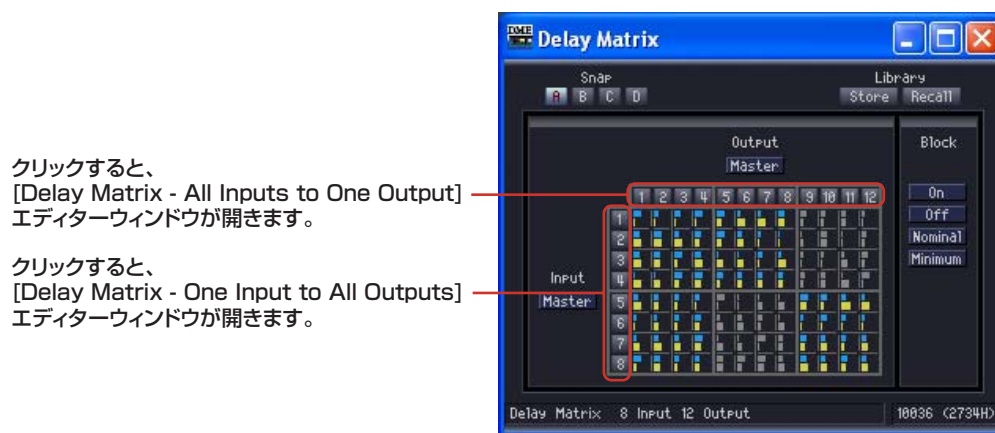 クリックすると、
[Delay Matrix - All Inputs to One Output]
エディターウィンドウが開きます。
クリックすると、
[Delay Matrix - One Input to All Outputs]
エディターウィンドウが開きます。
DME Delay Matrix
Snap Library
A B C D Store Recall
Output Block
Master
1 2 3 4 5 6 7 8 9 10 11 12 On
1 Off
2 Nominal
3 Minimum
Input 4
Master 5
6
7
8
Delay Matrix 8 Input 12 Output 10036 (2734H)